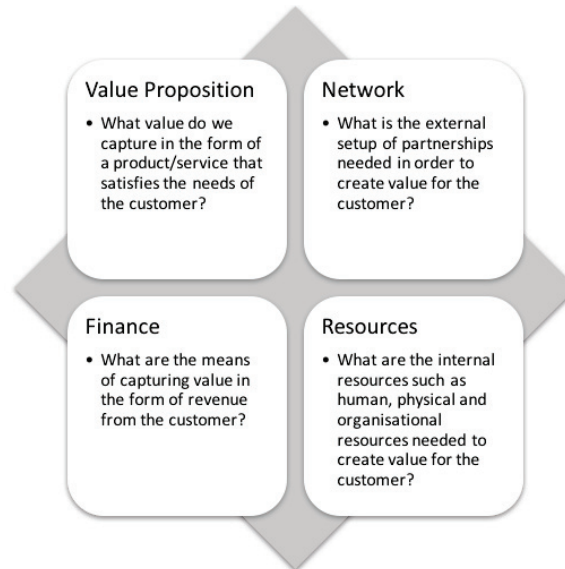 Value Proposition
• What value do we
capture in the form of
a product/service that
satisfies the needs of
the customer?
Network
• What is the external
setup of partnerships
needed in order to
create value for the
customer?
Finance
• What are the means
of capturing value in
the form of revenue
from the customer?
Resources
• What are the internal
resources such as
human, physical and
organisational
resources needed to
create value for the
customer?